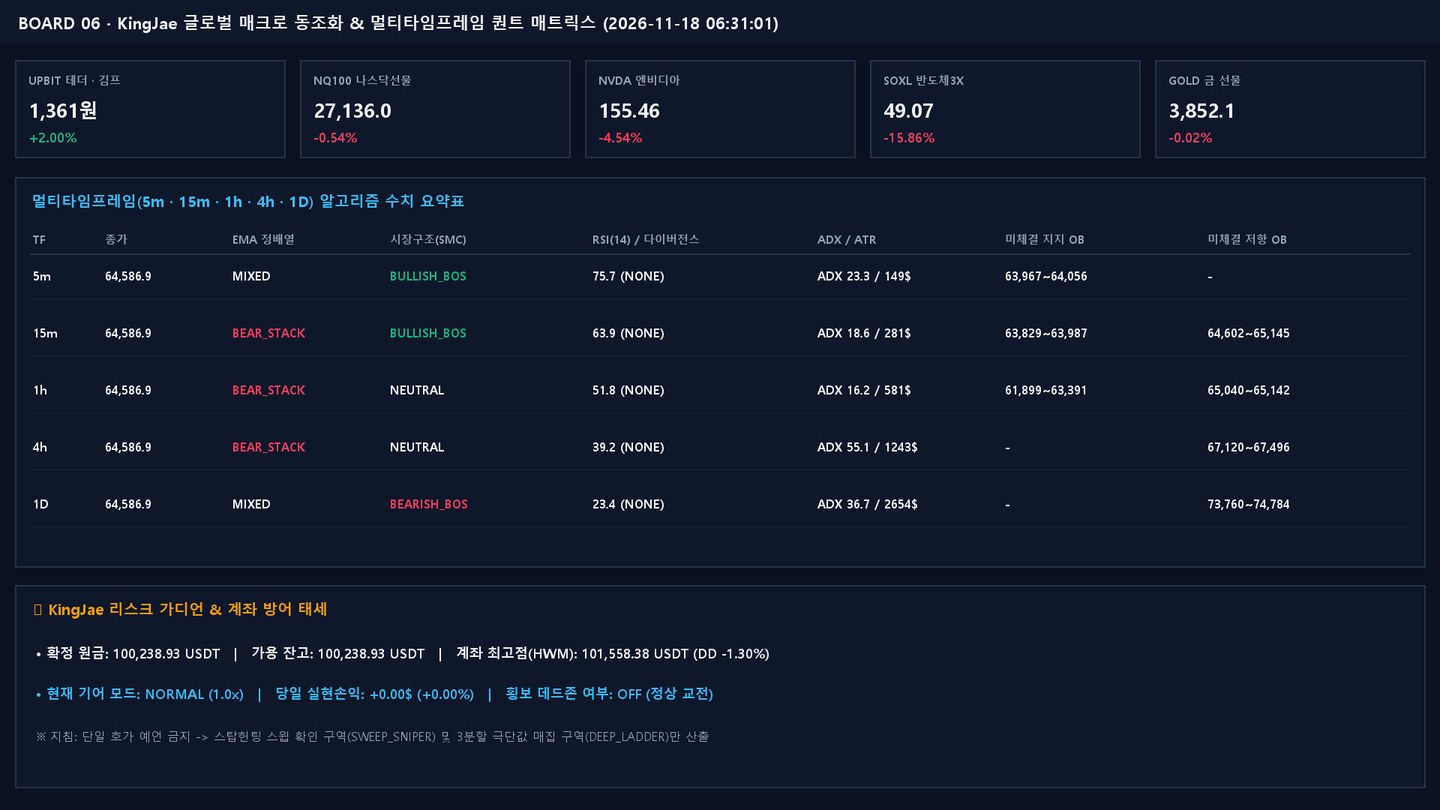 BOARD 06 · KingJae 글로벌 매크로 동조화 & 멀티타임프레임 퀀트 매트릭스 (2026-11-18 06:31:01)
UPBIT 테더 · 김프
1,361원
+2.00%
NQ100 나스닥선물
27,136.0
-0.54%
NVDA 엔비디아
155.46
-4.54%
SOXL 반도체3X
49.07
-15.86%
GOLD 금 선물
3,852.1
-0.02%
멀티타임프레임(5m · 15m · 1h · 4h · 1D) 알고리즘 수치 요약표
TF 종가 EMA 정배열 시장구조(SMC) RSI(14) / 다이버전스 ADX / ATR 미체결 지지 OB 미체결 저항 OB
5m 64,586.9 MIXED BULLISH_BOS 75.7 (NONE) ADX 23.3 / 149$ 63,967~64,056 -
15m 64,586.9 BEAR_STACK BULLISH_BOS 63.9 (NONE) ADX 18.6 / 281$ 63,829~63,987 64,602~65,145
1h 64,586.9 BEAR_STACK NEUTRAL 51.8 (NONE) ADX 16.2 / 581$ 61,899~63,391 65,040~65,142
4h 64,586.9 BEAR_STACK NEUTRAL 39.2 (NONE) ADX 55.1 / 1243$ - 67,120~67,496
1D 64,586.9 MIXED BEARISH_BOS 23.4 (NONE) ADX 36.7 / 2654$ - 73,760~74,784
KingJae 리스크 가디언 & 계좌 방어 태세
• 확정 원금: 100,238.93 USDT | 가용 잔고: 100,238.93 USDT | 계좌 최고점(HWM): 101,558.38 USDT (DD -1.30%)
• 현재 기어 모드: NORMAL (1.0x) | 당일 실현손익: +0.00$ (+0.00%) | 횡보 데드존 여부: OFF (정상 교전)
※ 지침: 단일 호가 예언 금지 -> 스탑헌팅 스윕 확인 구역(SWEEP_SNIPER) 및 3분할 극단값 매집 구역(DEEP_LADDER)만 산출